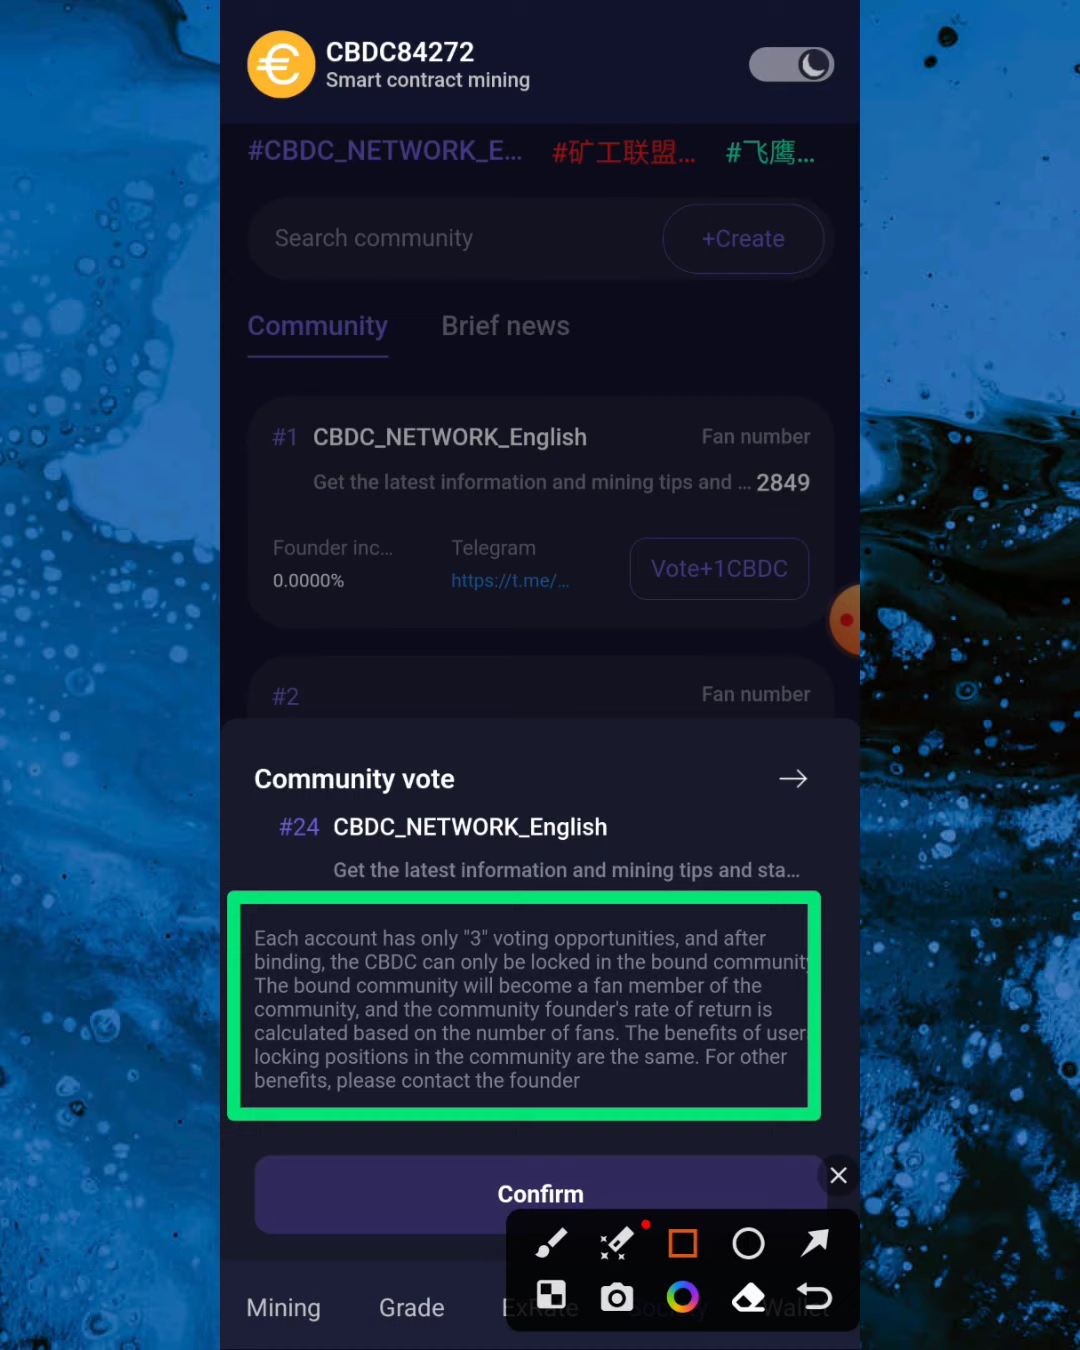 CBDC84272
Smart contract mining
#CBDC_NETWORK_E... #矿工联盟... #飞鹰...
Search community +Create
Community Brief news
#1 CBDC_NETWORK_English Fan number
Get the latest information and mining tips and ... 2849
Founder inc... Telegram
0.0000% https://t.me/... Vote+1CBDC
#2 Fan number
Community vote
#24 CBDC_NETWORK_English
Get the latest information and mining tips and sta...
Each account has only "3" voting opportunities, and after
binding, the CBDC can only be locked in the bound community
The bound community will become a fan member of the
community, and the community founder's rate of return is
calculated based on the number of fans. The benefits of user
locking positions in the community are the same. For other
benefits, please contact the founder
Confirm
Mining Grade ExRate Wallet